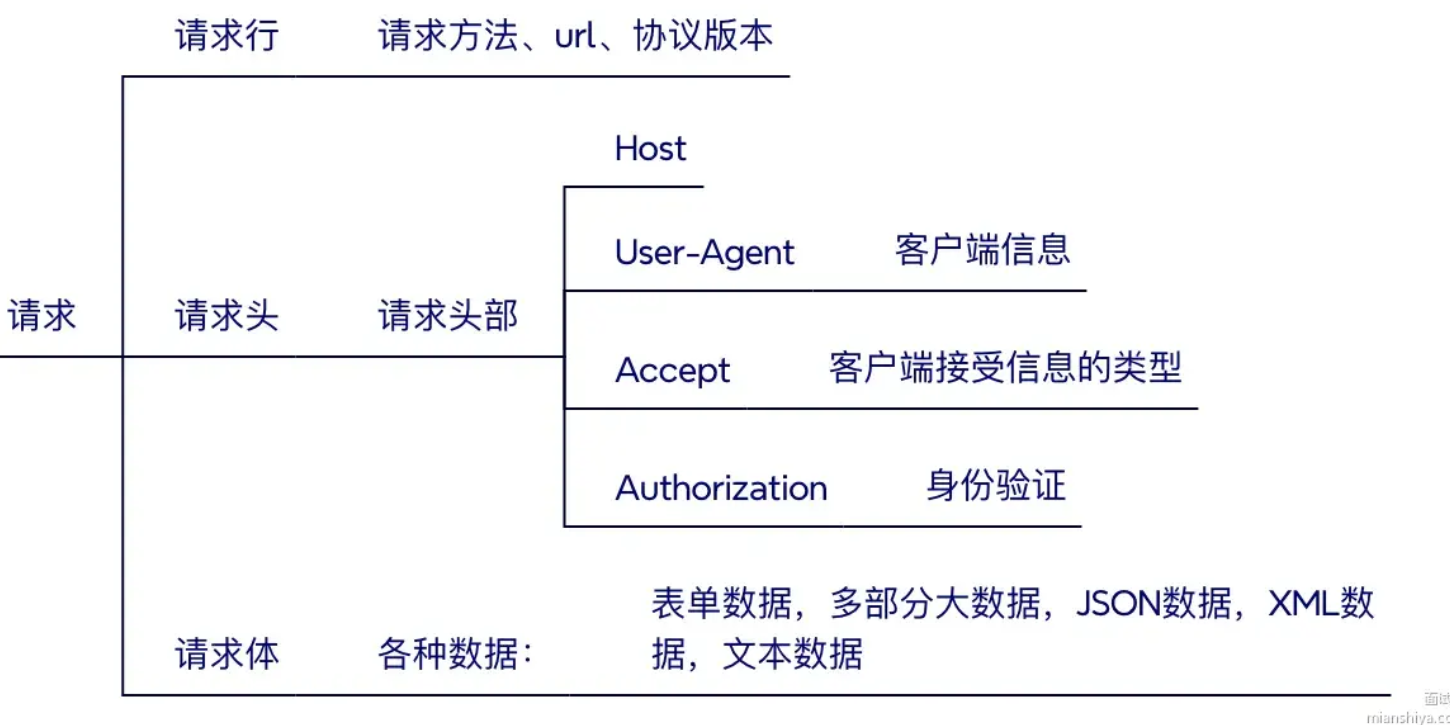 请求行 请求方法、url、协议版本
Host
User-Agent 客户端信息
请求 请求头 请求头部
Accept 客户端接受信息的类型
Authorization 身份验证
表单数据，多部分大数据，JSON数据，XML数
请求体 各种数据： 据，文本数据
mianshiya.cc